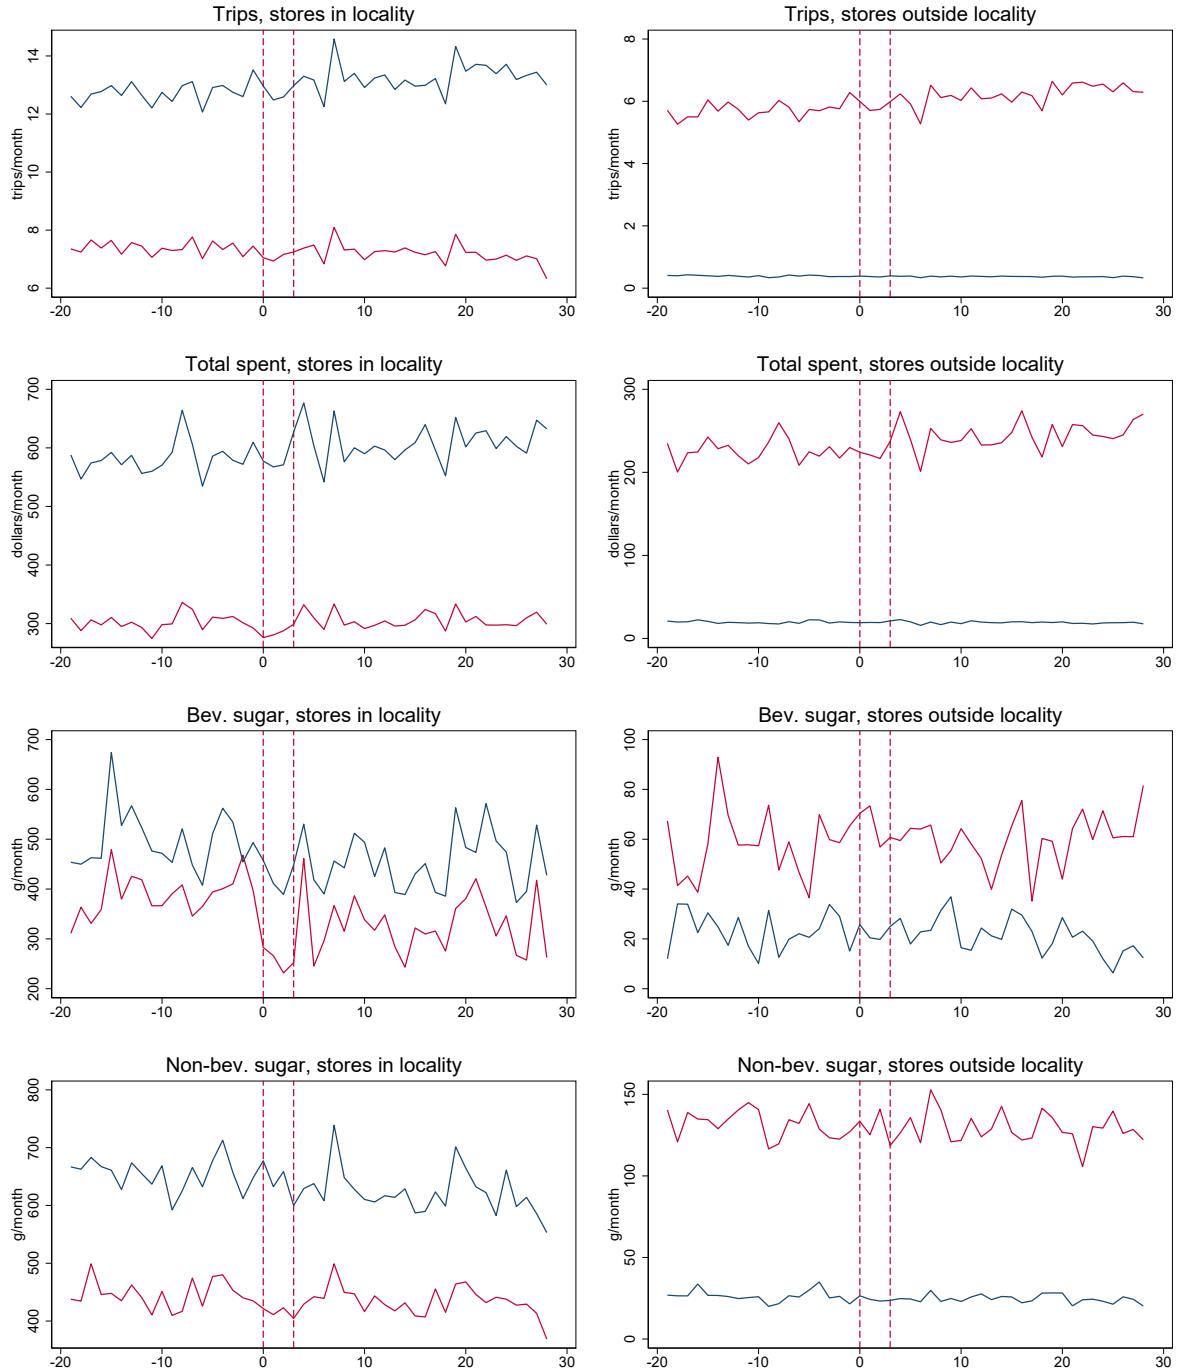 Trips, stores in locality
trips/month
6 8 10 12 14
-20 -10 0 10 20 30
Trips, stores outside locality
trips/month
0 2 4 6 8
-20 -10 0 10 20 30
Total spent, stores in locality
dollars/month
300 400 500 600 700
-20 -10 0 10 20 30
Total spent, stores outside locality
dollars/month
0 100 200 300
-20 -10 0 10 20 30
Bev. sugar, stores in locality
g/month
200 300 400 500 600 700
-20 -10 0 10 20 30
Bev. sugar, stores outside locality
g/month
0 20 40 60 80 100
-20 -10 0 10 20 30
Non-bev. sugar, stores in locality
g/month
400 500 600 700 800
-20 -10 0 10 20 30
Non-bev. sugar, stores outside locality
g/month
0 50 100 150
-20 -10 0 10 20 30